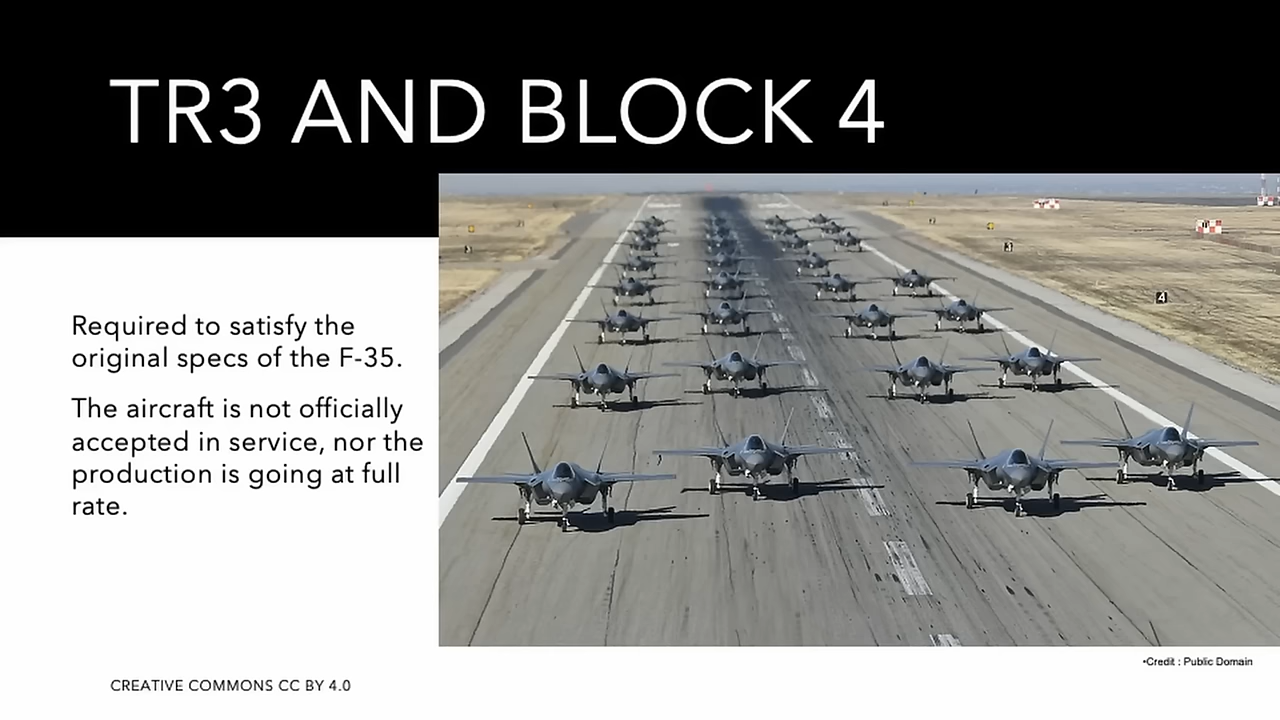 TR3 AND BLOCK 4
Required to satisfy the
original specs of the F-35.
The aircraft is not officially
accepted in service, nor the
production is going at full
rate.
4
•Credit : Public Domain
CREATIVE COMMONS CC BY 4.0